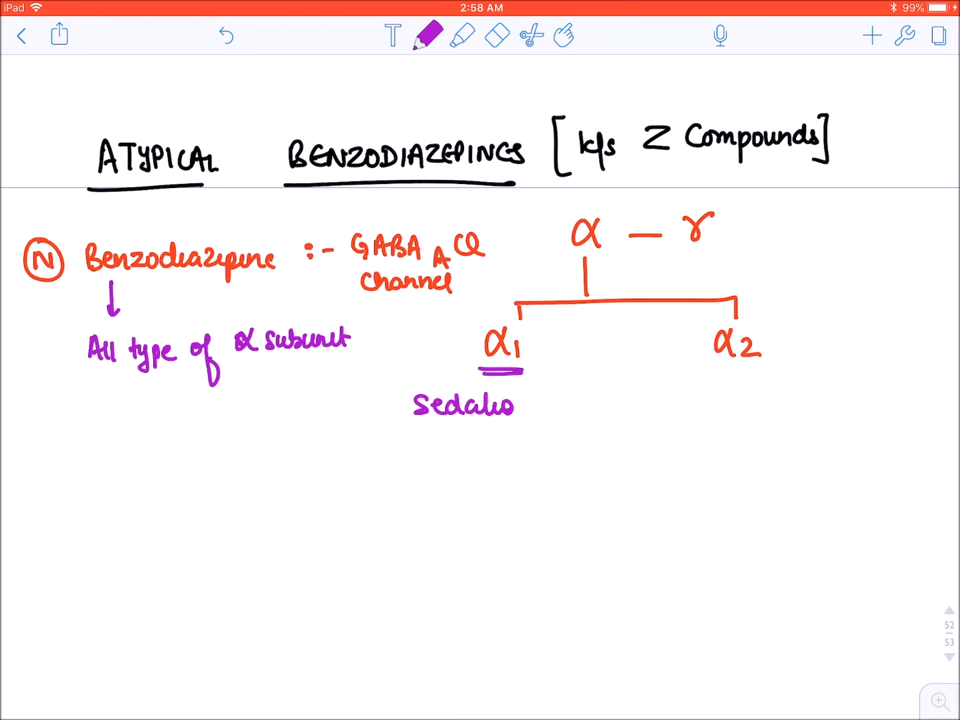 iPad 2:58 AM 99%
T
ATYPICAL BENZODIAZEPINES [k/s Z Compounds]
N Benzodiazepine :- GABA A Cl channel
α — γ
All type of α subunit
α1 α2
Sedatio
52
53